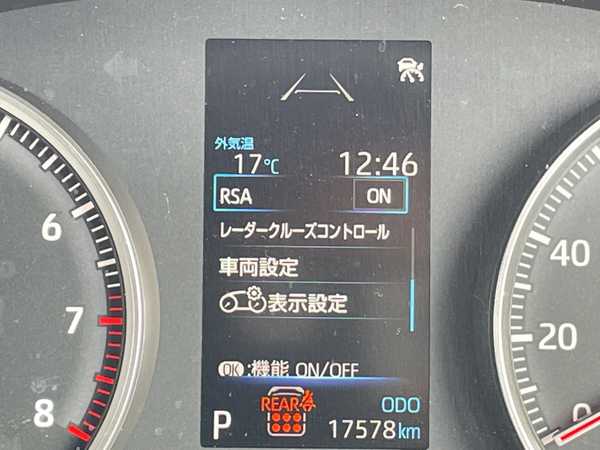 外気温
17℃ 12:46
RSA ON
レーダークルーズコントロール
車両設定
表示設定
OK :機能 ON/OFF
REAR
ODO
P 17578km
6
7
8
40
20
0